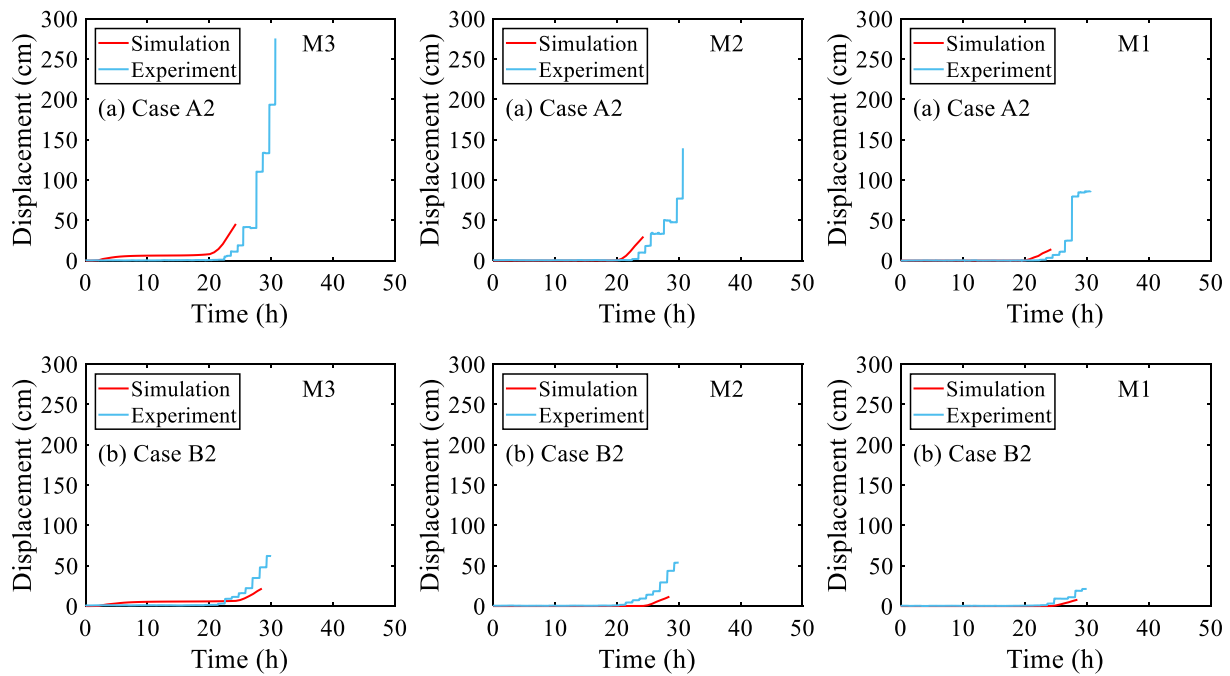 300
250
200
150
100
50
0
Displacement (cm)
Simulation
Experiment
M3
(a) Case A2
0 10 20 30 40 50
Time (h)
300
250
200
150
100
50
0
Displacement (cm)
Simulation
Experiment
M2
(a) Case A2
0 10 20 30 40 50
Time (h)
300
250
200
150
100
50
0
Displacement (cm)
Simulation
Experiment
M1
(a) Case A2
0 10 20 30 40 50
Time (h)
300
250
200
150
100
50
0
Displacement (cm)
Simulation
Experiment
M3
(b) Case B2
0 10 20 30 40 50
Time (h)
300
250
200
150
100
50
0
Displacement (cm)
Simulation
Experiment
M2
(b) Case B2
0 10 20 30 40 50
Time (h)
300
250
200
150
100
50
0
Displacement (cm)
Simulation
Experiment
M1
(b) Case B2
0 10 20 30 40 50
Time (h)